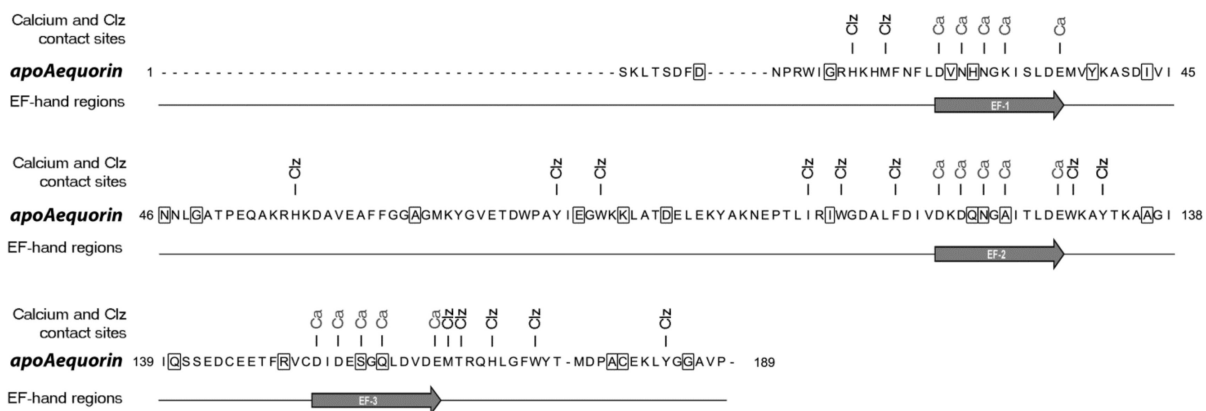 Calcium and Clz
contact sites
Clz Clz Ca Ca Ca Ca Ca
apoAequorin 1 ------------------------------------------SKLTSDFD------NPRWIGRHKHMFNFLDVNHNGKISLDEMVYKASDIVI 45
EF-hand regions
EF-1
Calcium and Clz
contact sites
Clz Clz Clz Clz Clz Clz Ca Ca Ca Ca Ca Clz Clz
apoAequorin 46 NNLGATPEQAKRHKDAVEAFFGGAGMKYGVETDWPAYIEGWKKLATDELEKYAKNEPTLIRIWGDALFDIVDKDQNGAITLDEWKAYTKAAGI 138
EF-hand regions
EF-2
Calcium and Clz
contact sites
Ca Ca Ca Ca Ca Clz Clz Clz Clz Clz
apoAequorin 139 IQSSEDCEETFRVCDIDESGQLDVDEMTRQHLGFWYT-MDPACEKLYGGAVP- 189
EF-hand regions
EF-3